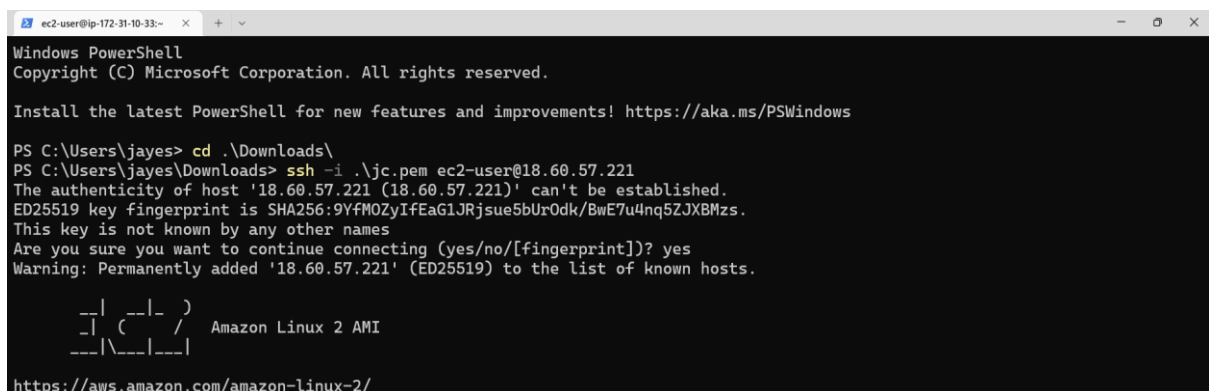 ec2-user@ip-172-31-10-33:~
Windows PowerShell
Copyright (C) Microsoft Corporation. All rights reserved.
Install the latest PowerShell for new features and improvements! https://aka.ms/PSWindows
PS C:\Users\jayes> cd .\Downloads\
PS C:\Users\jayes\Downloads> ssh -i .\jc.pem ec2-user@18.60.57.221
The authenticity of host '18.60.57.221 (18.60.57.221)' can't be established.
ED25519 key fingerprint is SHA256:9YfMOZyIfEaG1JRjsue5bUrOdk/BwE7u4nq5ZJXBMzs.
This key is not known by any other names
Are you sure you want to continue connecting (yes/no/[fingerprint])? yes
Warning: Permanently added '18.60.57.221' (ED25519) to the list of known hosts.
__|  __|_  )
_|  (     /   Amazon Linux 2 AMI
___|\___|___|
https://aws.amazon.com/amazon-linux-2/